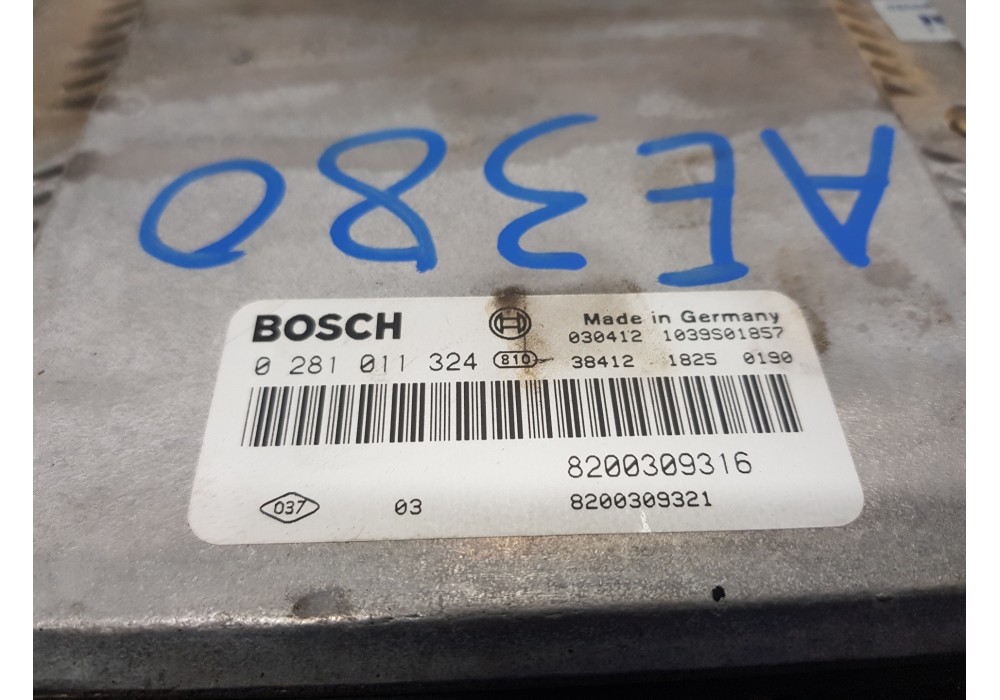 AE380
BOSCH
Made in Germany
030412 1039S01857
0 281 011 324 810 38412 1825 0190
8200309316
037 03 8200309321